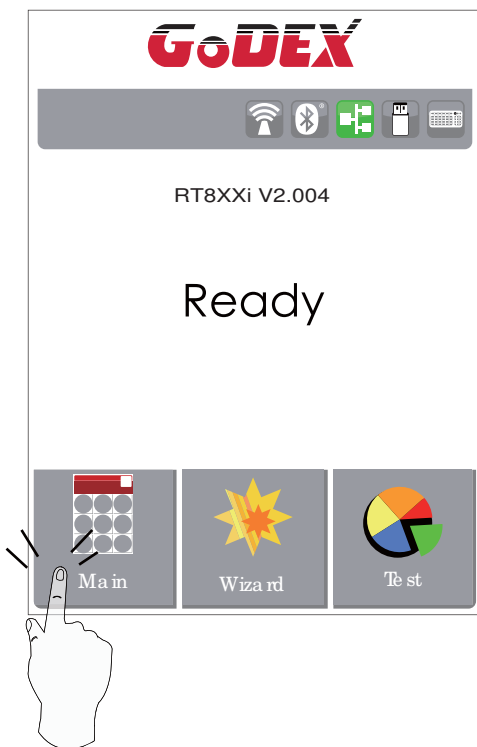 GoDEX
RT8XXi V2.004
Ready
Main
Wizard
Test